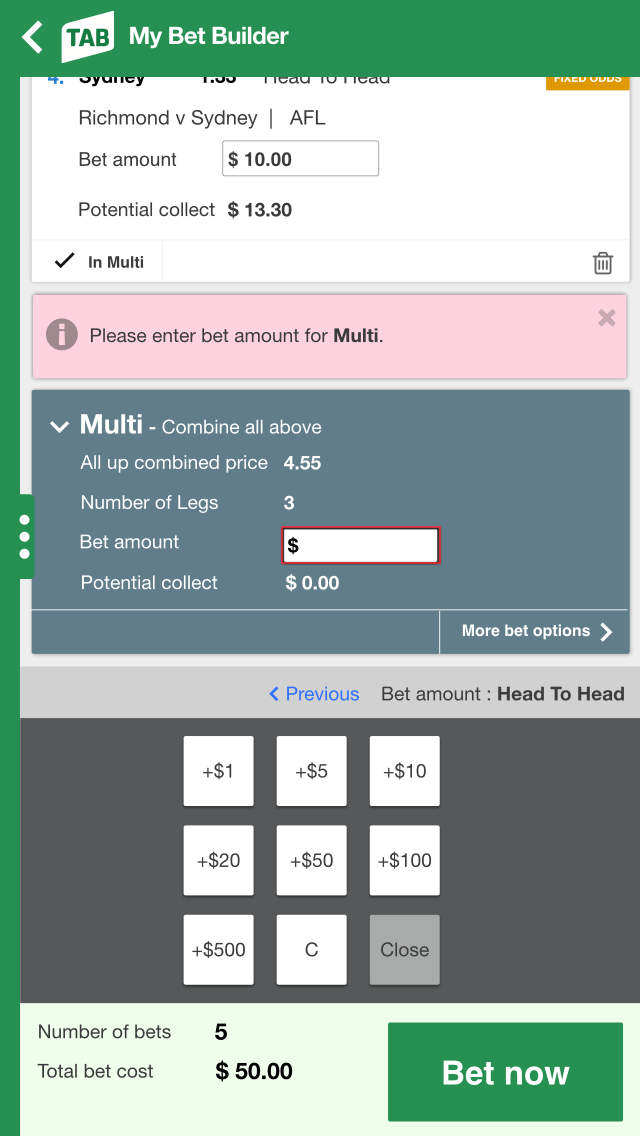 TAB My Bet Builder
4. Sydney 1.33 Head To Head FIXED ODDS
Richmond v Sydney | AFL
Bet amount $ 10.00
Potential collect $ 13.30
In Multi
Please enter bet amount for Multi.
Multi - Combine all above
All up combined price 4.55
Number of Legs 3
Bet amount $
Potential collect $ 0.00
More bet options
Previous Bet amount : Head To Head
+$1 +$5 +$10
+$20 +$50 +$100
+$500 C Close
Number of bets 5
Total bet cost $ 50.00
Bet now